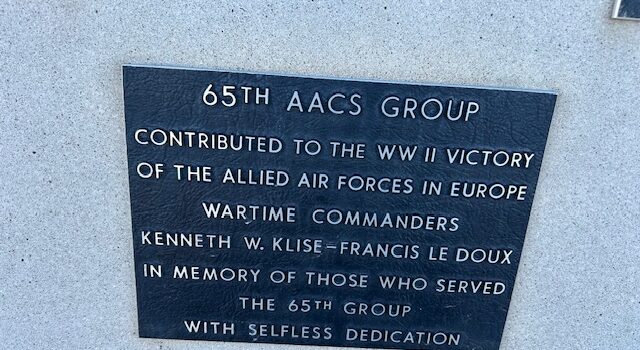 65TH AACS GROUP
CONTRIBUTED TO THE WW II VICTORY
OF THE ALLIED AIR FORCES IN EUROPE
WARTIME COMMANDERS
KENNETH W. KLISE–FRANCIS LE DOUX
IN MEMORY OF THOSE WHO SERVED
THE 65TH GROUP
WITH SELFLESS DEDICATION